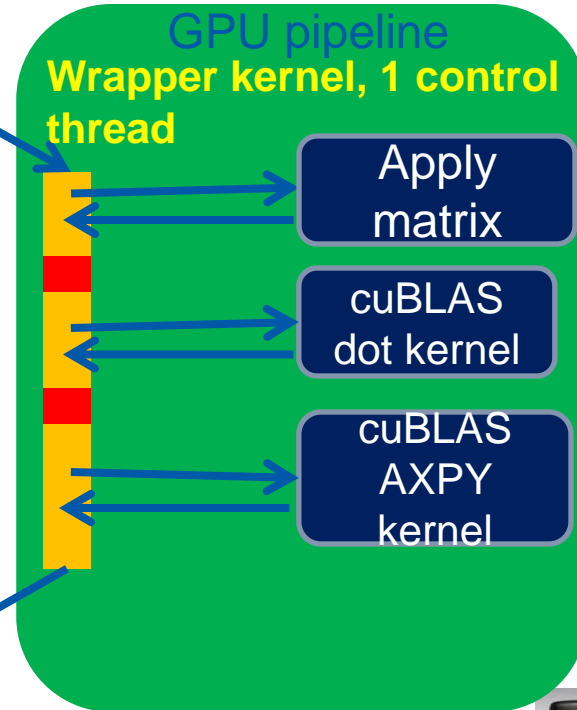 GPU pipeline
Wrapper kernel, 1 control
thread
Apply
matrix
cuBLAS
dot kernel
cuBLAS
AXPY
kernel